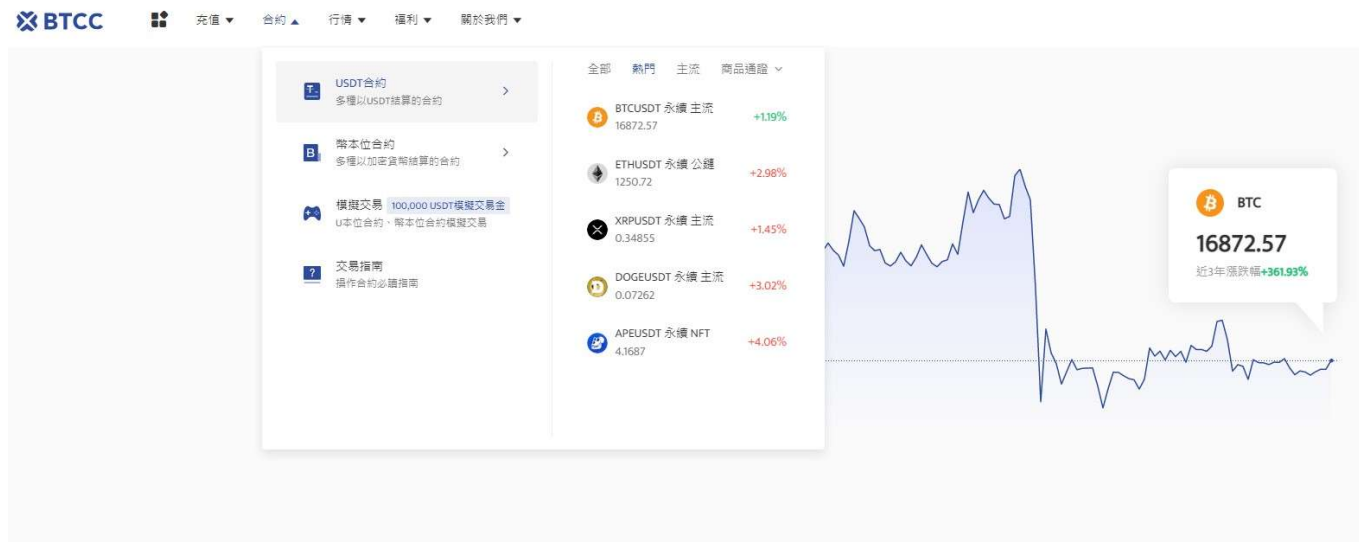 BTCC
充值 ▼ 合約 ▲ 行情 ▼ 福利 ▼ 關於我們 ▼
USDT合約
多種以USDT結算的合約
幣本位合約
多種以加密貨幣結算的合約
模擬交易 100,000 USDT模擬交易金
U本位合約、幣本位合約模擬交易
交易指南
操作合約必讀指南
全部 熱門 主流 商品通證
BTCUSDT 永續 主流
16872.57 +1.19%
ETHUSDT 永續 公鏈
1250.72 +2.98%
XRPUSDT 永續 主流
0.34855 +1.45%
DOGEUSDT 永續 主流
0.07262 +3.02%
APEUSDT 永續 NFT
4.1687 +4.06%
BTC
16872.57
近3年漲跌幅+361.93%